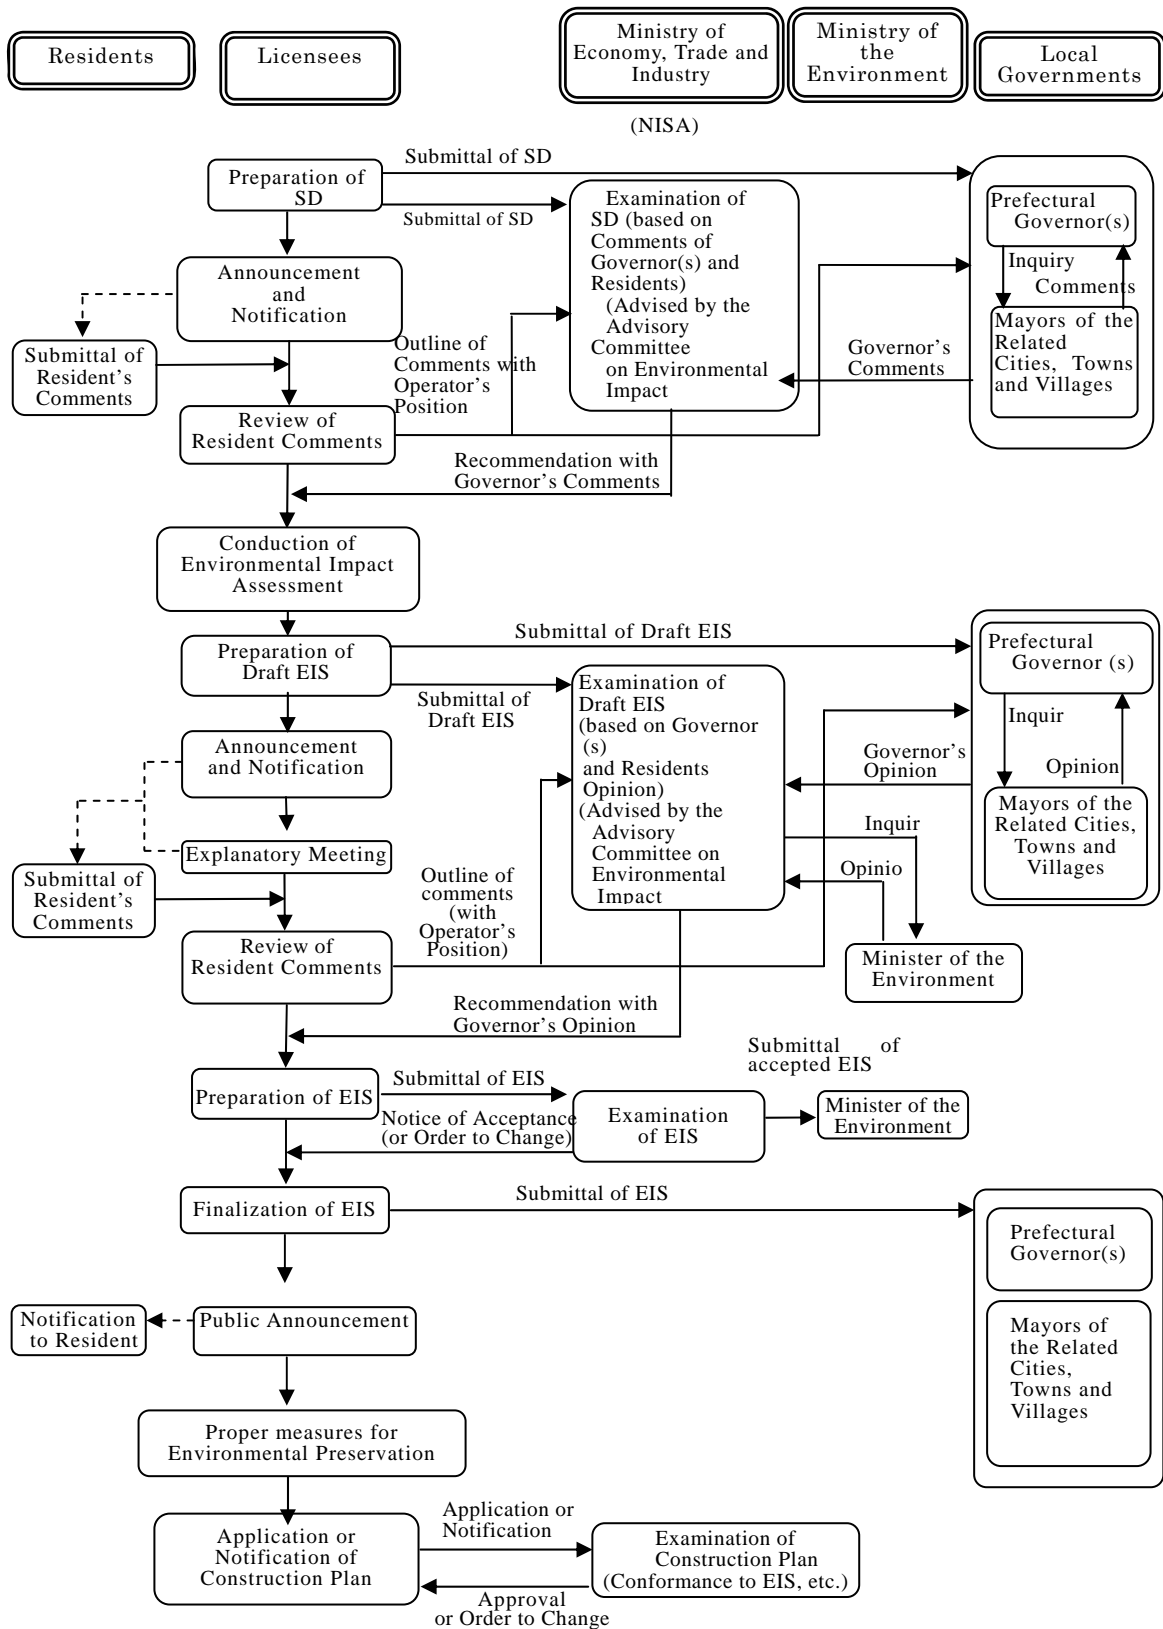 Residents
Licensees
Ministry of
Economy, Trade and
Industry
Ministry of
the
Environment
Local
Governments
(NISA)
Submittal of SD
Preparation of
SD
Submittal of SD
Examination of
SD (based on
Comments of
Governor(s) and
Residents)
(Advised by the
Advisory
Committee
on Environmental
Impact
Prefectural
Governor(s)
Inquiry
Comments
Mayors of the
Related
Cities, Towns
and Villages
Announcement
and
Notification
Submittal of
Resident's
Comments
Outline of
Comments with
Operator's
Position
Governor's
Comments
Review of
Resident Comments
Recommendation with
Governor's Comments
Conduction of
Environmental Impact
Assessment
Submittal of Draft EIS
Preparation of
Draft EIS
Submittal of
Draft EIS
Examination of
Draft EIS
(based on Governor
(s)
and Residents
Opinion)
(Advised by the
Advisory
Committee on
Environmental
Impact
Prefectural
Governor (s)
Inquir
Opinion
Mayors of the
Related Cities,
Towns and
Villages
Announcement
and Notification
Governor's
Opinion
Inquir
Opinio
Explanatory Meeting
Submittal of
Resident's
Comments
Outline of
comments
(with
Operator's
Position)
Review of
Resident Comments
Minister of the
Environment
Recommendation with
Governor's Opinion
Submittal of
accepted EIS
Preparation of EIS
Submittal of EIS
Notice of Acceptance
(or Order to Change)
Examination
of EIS
Minister of the
Environment
Finalization of EIS
Submittal of EIS
Prefectural
Governor(s)
Mayors of
the Related
Cities,
Towns and
Villages
Notification
to Resident
Public Announcement
Proper measures for
Environmental Preservation
Application or
Notification of
Construction Plan
Application or
Notification
Examination of
Construction Plan
(Conformance to EIS, etc.)
Approval
or Order to Change